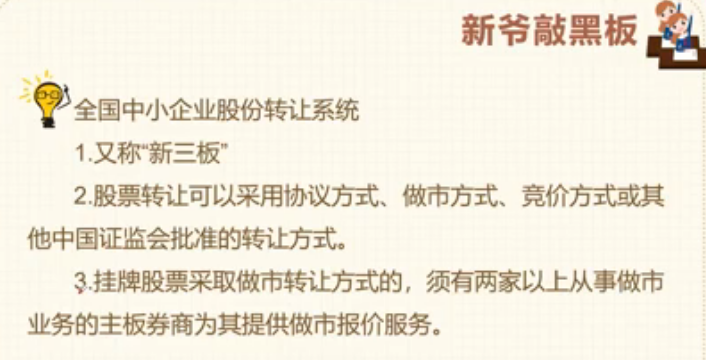 新爷敲黑板
全国中小企业股份转让系统
1.又称“新三板”
2.股票转让可以采用协议方式、做市方式、竞价方式或其
他中国证监会批准的转让方式。
3.挂牌股票采取做市转让方式的，须有两家以上从事做市
业务的主板券商为其提供做市报价服务。